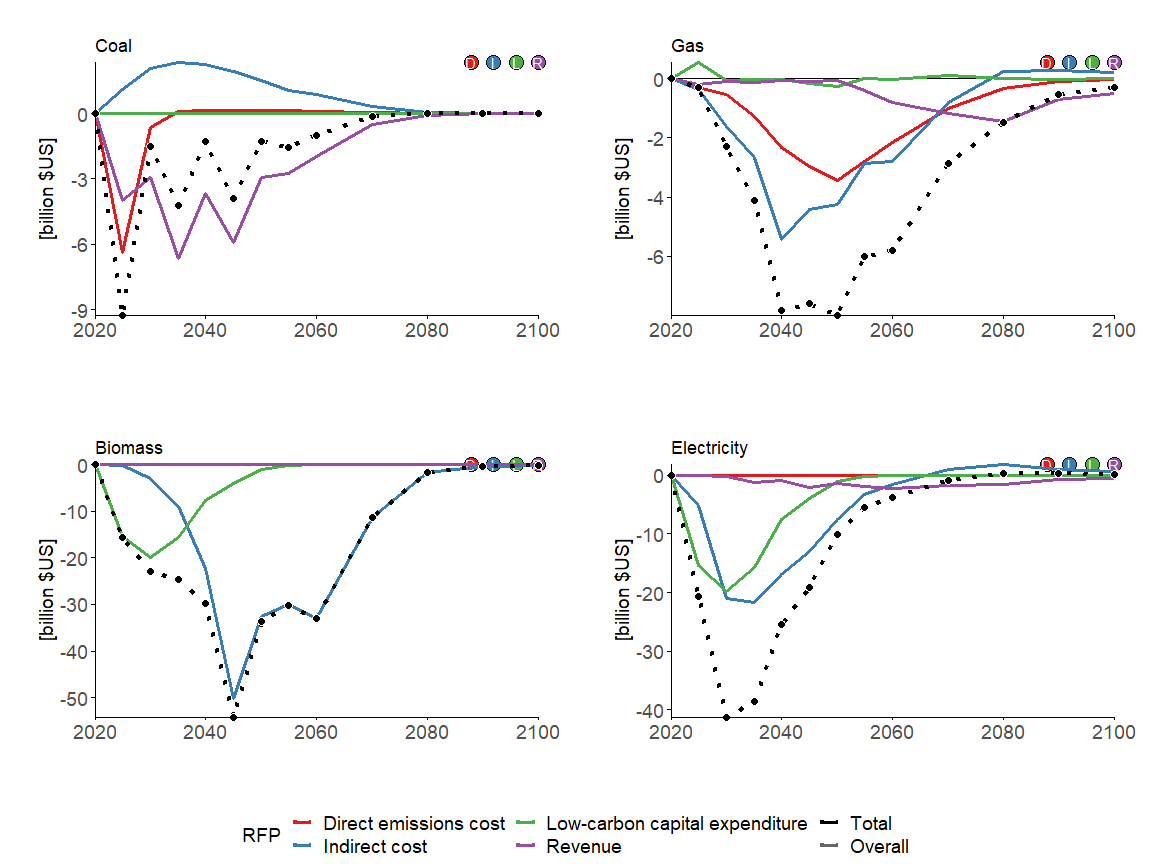 Coal
D I L R
[billion $US]
0
-3
-6
-9
2020 2040 2060 2080 2100
Gas
D I L R
[billion $US]
0
-2
-4
-6
2020 2040 2060 2080 2100
Biomass
D I L R
[billion $US]
0
-10
-20
-30
-40
-50
2020 2040 2060 2080 2100
Electricity
D I L R
[billion $US]
0
-10
-20
-30
-40
2020 2040 2060 2080 2100
RFP
Direct emissions cost
Low-carbon capital expenditure
Total
Indirect cost
Revenue
Overall